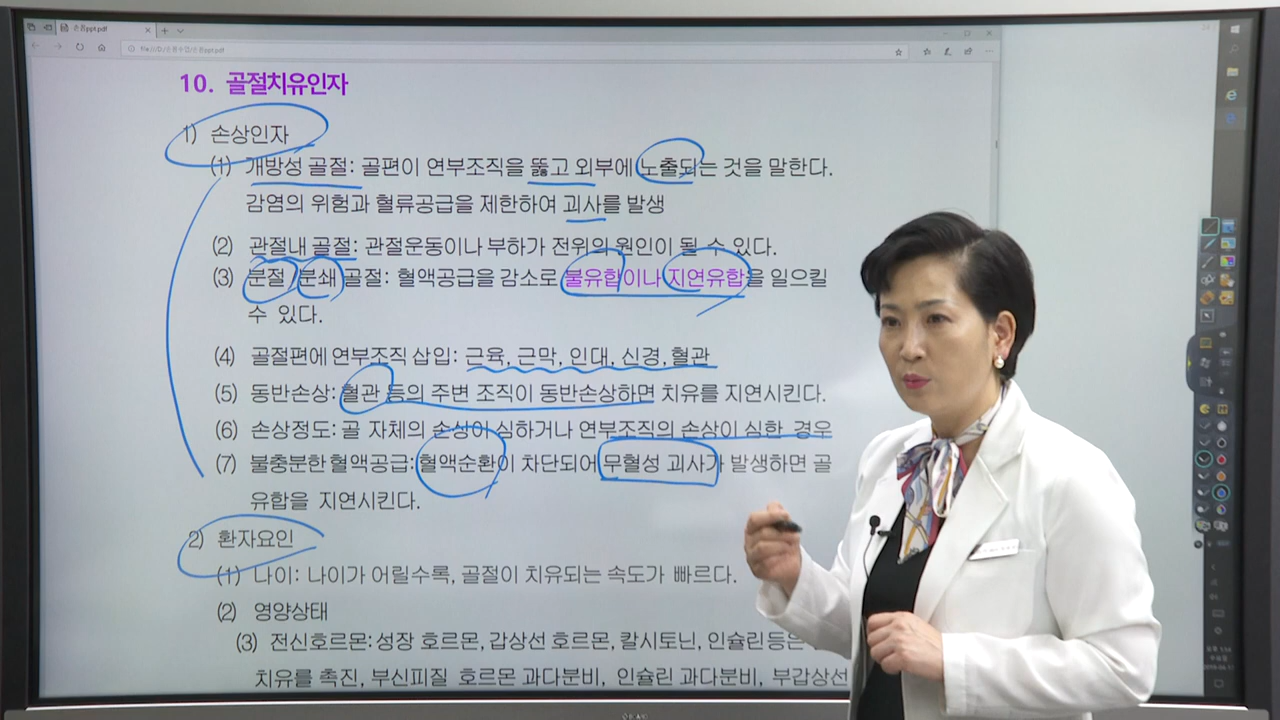 손점ppt.pdf
10. 골절치유인자
1) 손상인자
(1) 개방성 골절: 골편이 연부조직을 뚫고 외부에 노출되는 것을 말한다.
감염의 위험과 혈류공급을 제한하여 괴사를 발생
(2) 관절내 골절: 관절운동이나 부하가 전위의 원인이 될 수 있다.
(3) 분절/분쇄 골절: 혈액공급을 감소로 불유합이나 지연유합을 일으킬
수 있다.
(4) 골절편에 연부조직 삽입: 근육, 근막, 인대, 신경, 혈관
(5) 동반손상: 혈관 등의 주변 조직이 동반손상하면 치유를 지연시킨다.
(6) 손상정도: 골 자체의 손성이 심하거나 연부조직의 손상이 심한 경우
(7) 불충분한 혈액공급: 혈액순환이 차단되어 무혈성 괴사가 발생하면 골
유합을 지연시킨다.
2) 환자요인
(1) 나이: 나이가 어릴수록, 골절이 치유되는 속도가 빠르다.
(2) 영양상태
(3) 전신호르몬: 성장 호르몬, 갑상선 호르몬, 칼시토닌, 인슐린등은
치유를 촉진, 부신피질 호르몬 과다분비, 인슐린 과다분비, 부갑상선